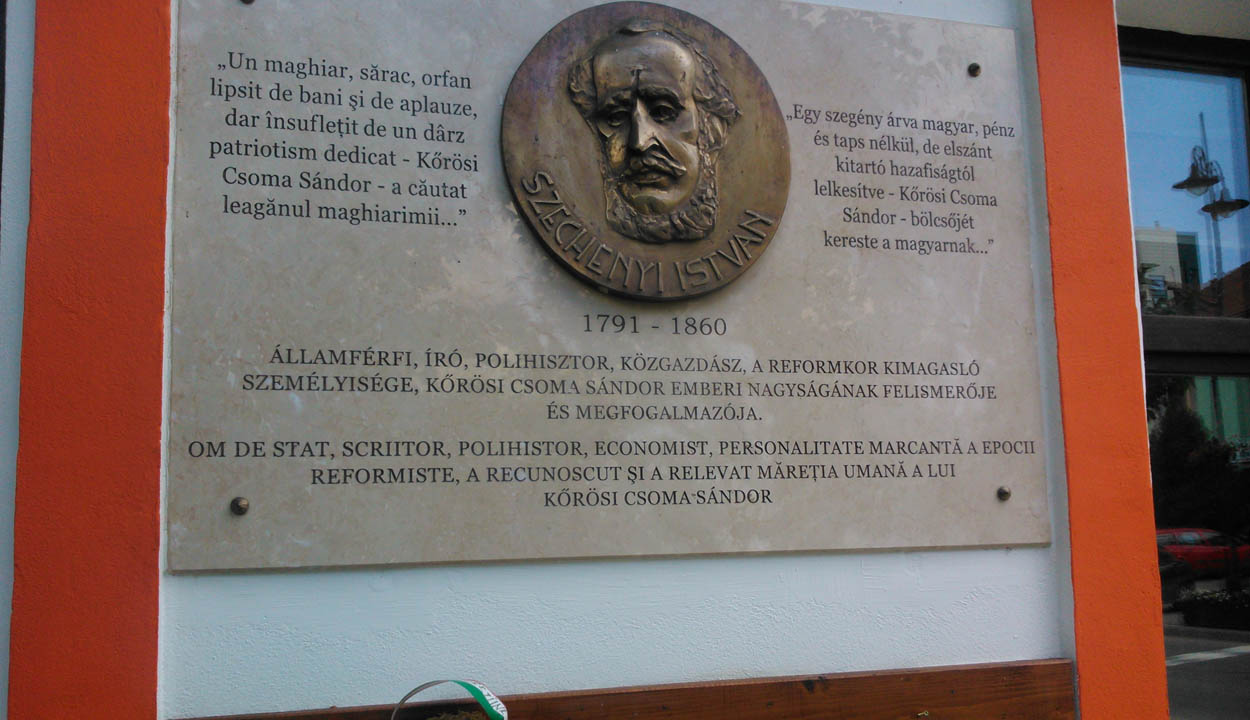 „Un maghiar, sărac, orfan
lipsit de bani şi de aplauze,
dar însufleţit de un dârz
patriotism dedicat - Kőrösi
Csoma Sándor - a căutat
leagănul maghiarimii...”
SZECHENYI ISTVAN
„Egy szegény árva magyar, pénz
és taps nélkül, de elszánt
kitartó hazafiságtól
lelkesítve - Kőrösi Csoma
Sándor - bölcsőjét
kereste a magyarnak...”
1791 - 1860
ÁLLAMFÉRFI, ÍRÓ, POLIHISZTOR, KÖZGAZDÁSZ, A REFORMKOR KIMAGASLÓ
SZEMÉLYISÉGE, KŐRÖSI CSOMA SÁNDOR EMBERI NAGYSÁGÁNAK FELISMERŐJE
ÉS MEGFOGALMAZÓJA.
OM DE STAT, SCRIITOR, POLIHISTOR, ECONOMIST, PERSONALITATE MARCANTĂ A EPOCII
REFORMISTE, A RECUNOSCUT ŞI A RELEVAT MĂREŢIA UMANĂ A LUI
KŐRÖSI CSOMA SÁNDOR